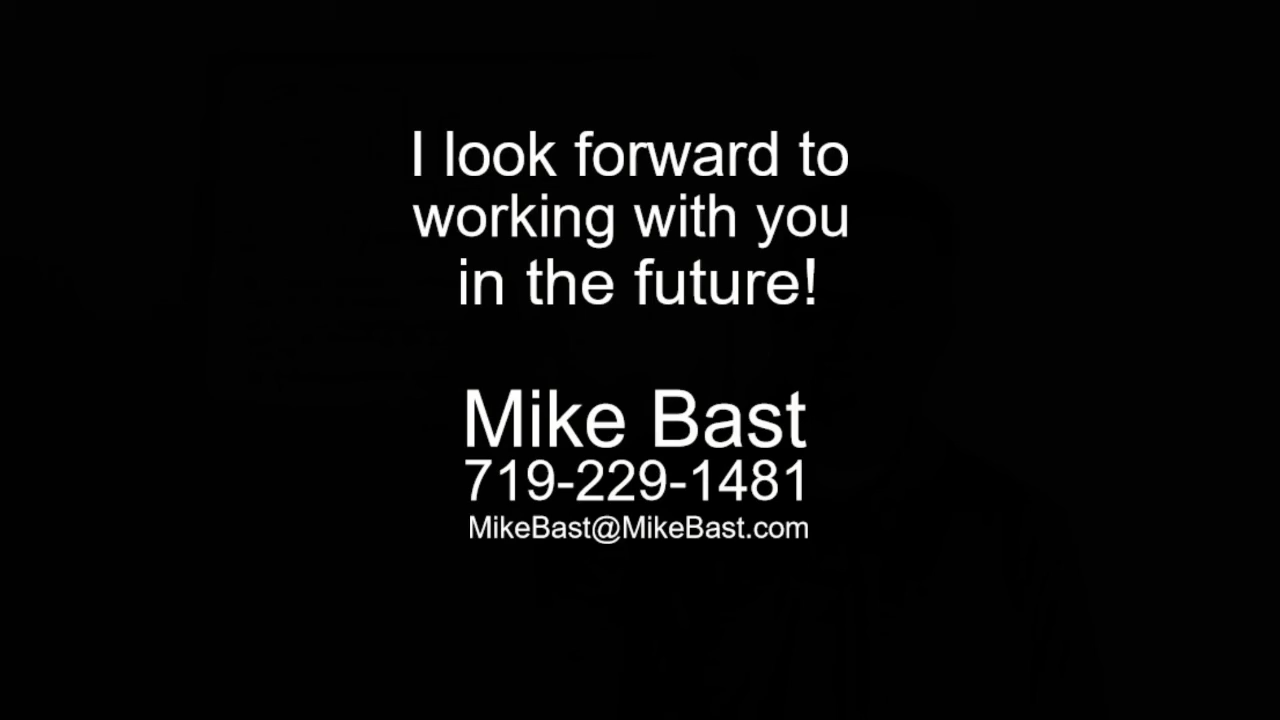 I look forward to
working with you
in the future!
Mike Bast
719-229-1481
MikeBast@MikeBast.com